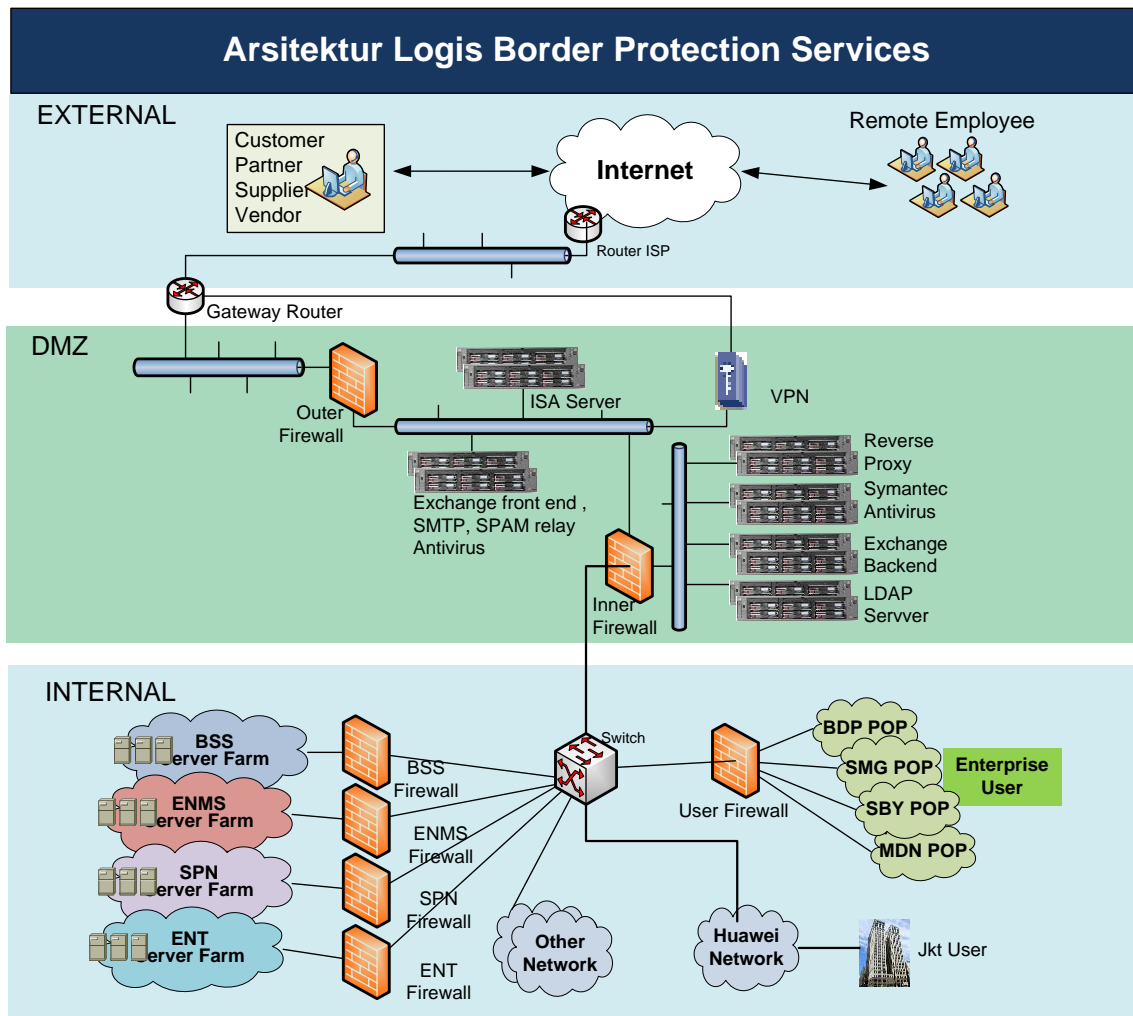 Arsitektur Logis Border Protection Services
EXTERNAL
Customer
Partner
Supplier
Vendor
Internet
Remote Employee
Router ISP
Gateway Router
DMZ
Outer
Firewall
ISA Server
VPN
Exchange front end ,
SMTP, SPAM relay
Antivirus
Reverse
Proxy
Symantec
Antivirus
Exchange
Backend
LDAP
Servver
Inner
Firewall
INTERNAL
BSS
Server Farm
BSS
Firewall
ENMS
Server Farm
ENMS
Firewall
SPN
Server Farm
SPN
Firewall
ENT
Server Farm
ENT
Firewall
Switch
User Firewall
BDP POP
SMG POP
SBY POP
MDN POP
Enterprise
User
Other
Network
Huawei
Network
Jkt User